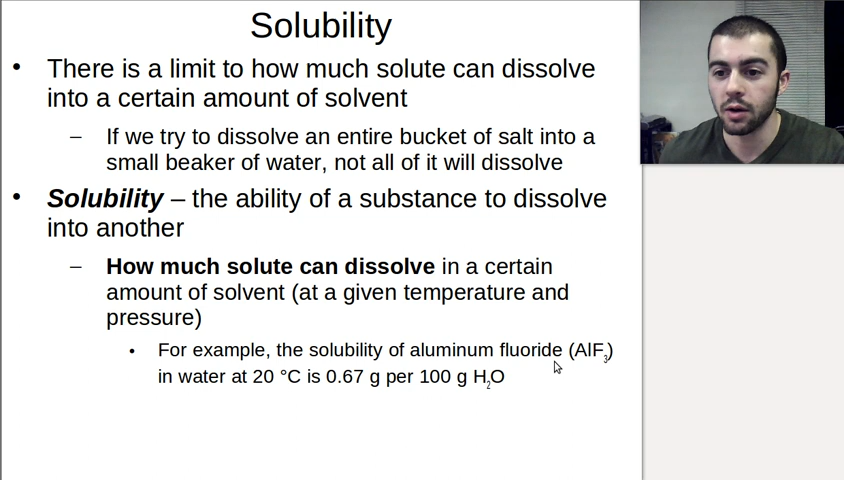 Solubility
• There is a limit to how much solute can dissolve
into a certain amount of solvent
– If we try to dissolve an entire bucket of salt into a
small beaker of water, not all of it will dissolve
• Solubility – the ability of a substance to dissolve
into another
– How much solute can dissolve in a certain
amount of solvent (at a given temperature and
pressure)
• For example, the solubility of aluminum fluoride (AlF₃)
in water at 20 °C is 0.67 g per 100 g H₂O